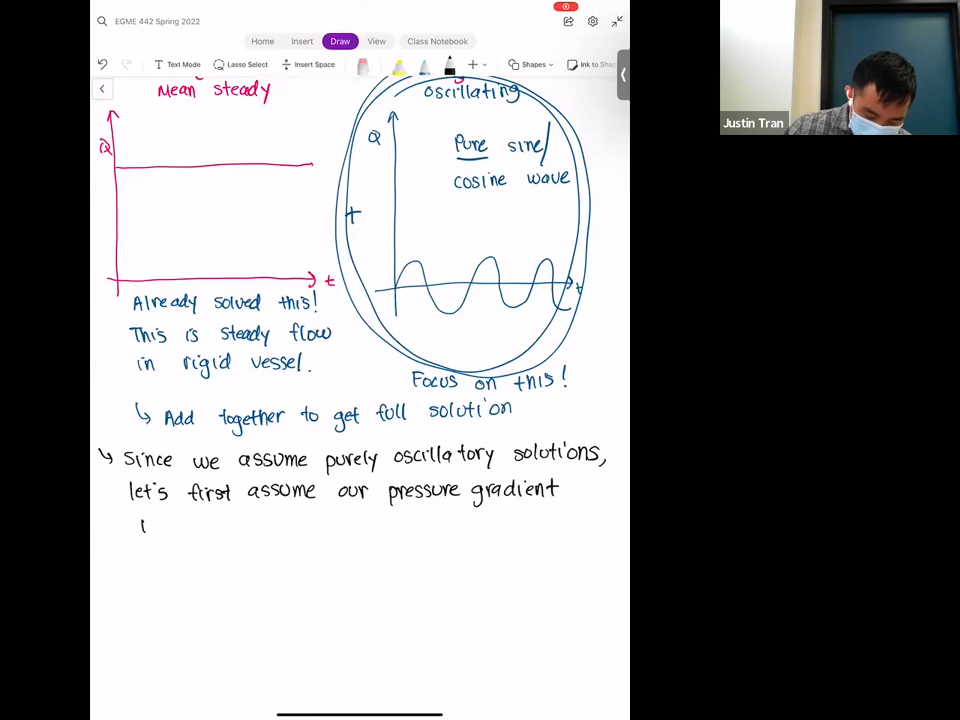 EGME 442 Spring 2022
Home Insert Draw View Class Notebook
Text Mode Lasso Select Insert Space Shapes Ink to Shap
Mean steady
oscillating
Q
t
Q
Pure sine/
cosine wave
+
t
Already solved this!
This is steady flow
in rigid vessel.
Focus on this!
↳ Add together to get full solution
↳ Since we assume purely oscillatory solutions,
let's first assume our pressure gradient
Justin Tran